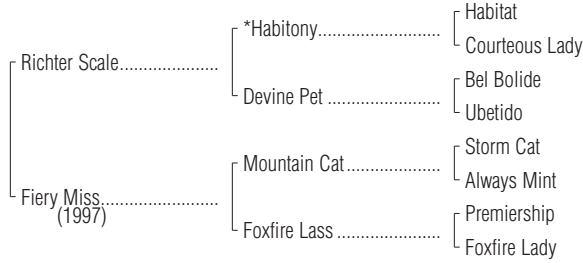 Habitat
*Habitony......................
Courteous Lady
Richter Scale.....................
Bel Bolide
Devine Pet ....................
Ubetido
Storm Cat
Mountain Cat.................
Always Mint
Fiery Miss.........................
(1997)
Premiership
Foxfire Lass ...................
Foxfire Lady